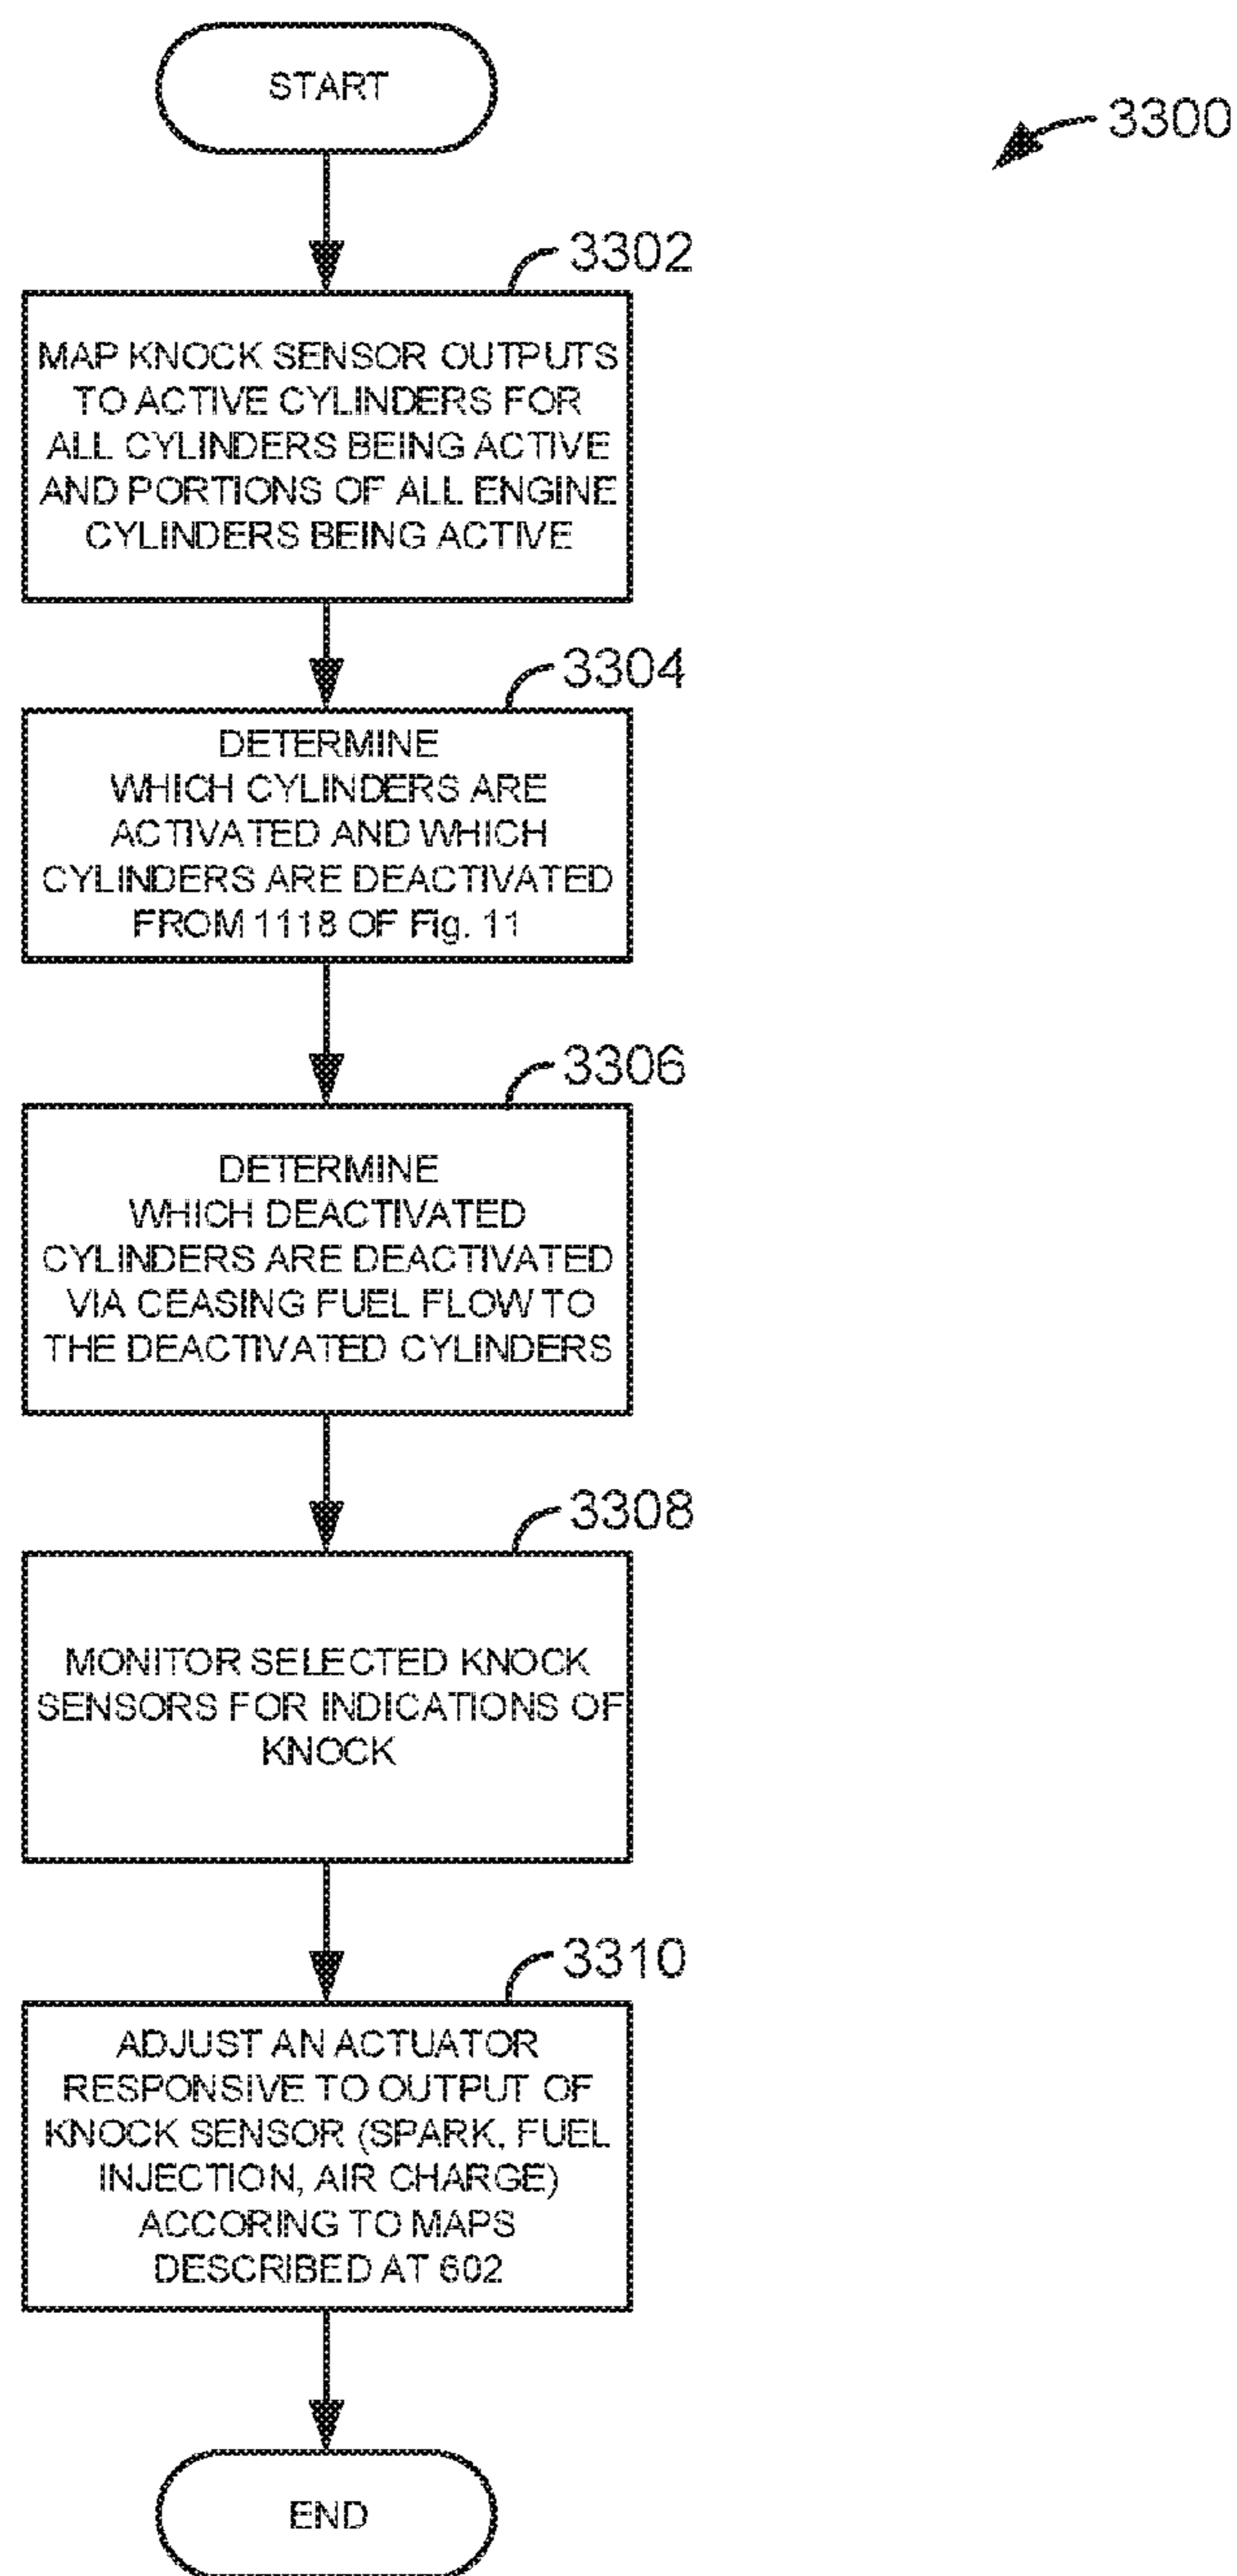 START
3300
3302
MAP KNOCK SENSOR OUTPUTS
TO ACTIVE CYLINDERS FOR
ALL CYLINDERS BEING ACTIVE
AND PORTIONS OF ALL ENGINE
CYLINDERS BEING ACTIVE
3304
DETERMINE
WHICH CYLINDERS ARE
ACTIVATED AND WHICH
CYLINDERS ARE DEACTIVATED
FROM 1118 OF Fig. 11
3306
DETERMINE
WHICH DEACTIVATED
CYLINDERS ARE DEACTIVATED
VIA CEASING FUEL FLOW TO
THE DEACTIVATED CYLINDERS
3308
MONITOR SELECTED KNOCK
SENSORS FOR INDICATIONS OF
KNOCK
3310
ADJUST AN ACTUATOR
RESPONSIVE TO OUTPUT OF
KNOCK SENSOR (SPARK, FUEL
INJECTION, AIR CHARGE)
ACCORING TO MAPS
DESCRIBED AT 602
END